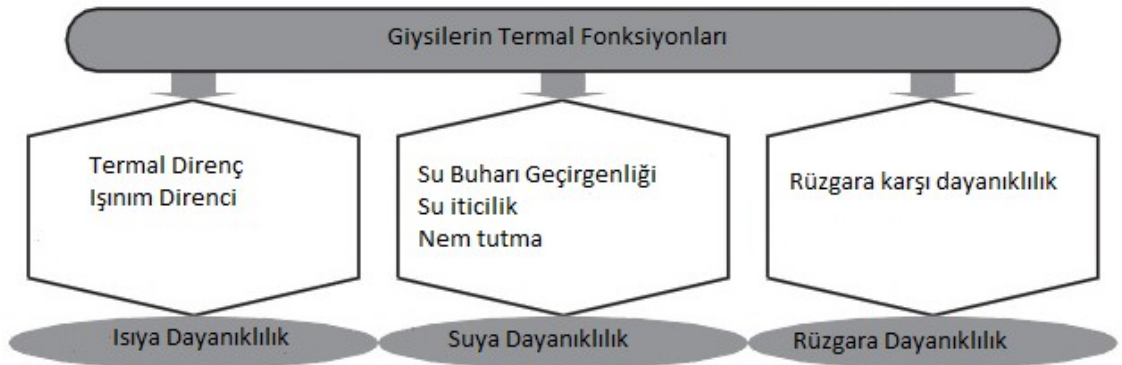 Giysilerin Termal Fonksiyonları
Termal Direnç
Işınım Direnci
Su Buharı Geçirgenliği
Su iticilik
Nem tutma
Rüzgara karşı dayanıklılık
Isıya Dayanıklılık
Suya Dayanıklılık
Rüzgara Dayanıklılık